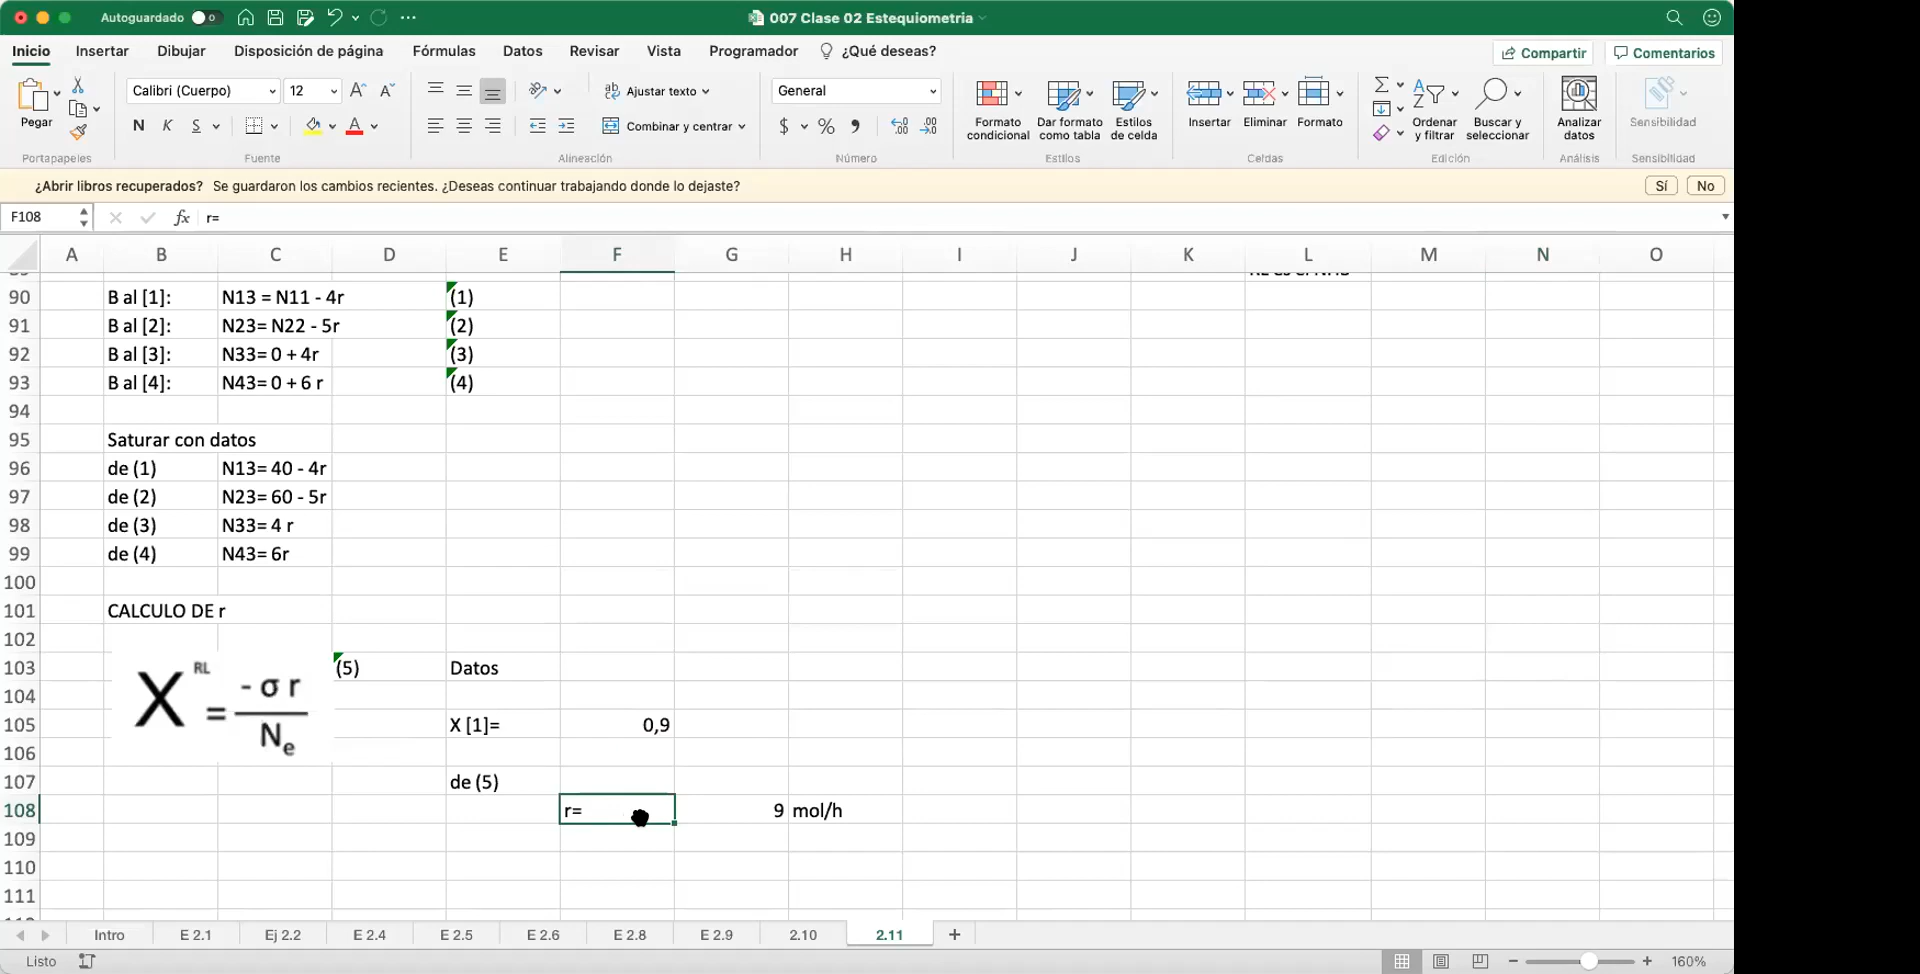 Autoguardado
007 Clase 02 Estequiometria
Inicio Insertar Dibujar Disposición de página Fórmulas Datos Revisar Vista Programador ¿Qué deseas? Compartir Comentarios
Pegar
Calibri (Cuerpo) 12 A A
N K S A
Ajustar texto
Combinar y centrar
General
$ % ,
Formato condicional
Dar formato como tabla
Estilos de celda
Insertar Eliminar Formato
Ordenar y filtrar
Buscar y seleccionar
Analizar datos
Sensibilidad
Portapapeles Fuente Alineación Número Estilos Celdas Edición Análisis Sensibilidad
¿Abrir libros recuperados? Se guardaron los cambios recientes. ¿Deseas continuar trabajando donde lo dejaste? Sí No
F108 fx r=
A B C D E F G H I J K L M N O
90 B al [1]: N13 = N11 - 4r (1)
91 B al [2]: N23= N22 - 5r (2)
92 B al [3]: N33= 0 + 4r (3)
93 B al [4]: N43= 0 + 6 r (4)
94
95 Saturar con datos
96 de (1) N13= 40 - 4r
97 de (2) N23= 60 - 5r
98 de (3) N33= 4 r
99 de (4) N43= 6r
100
101 CALCULO DE r
102
103 (5) Datos
X RL = - σ r / Ne
104
105 X [1]= 0,9
106
107 de (5)
108 r= 9 mol/h
109
110
111
Intro E 2.1 Ej 2.2 E 2.4 E 2.5 E 2.6 E 2.8 E 2.9 2.10 2.11 +
Listo 160%